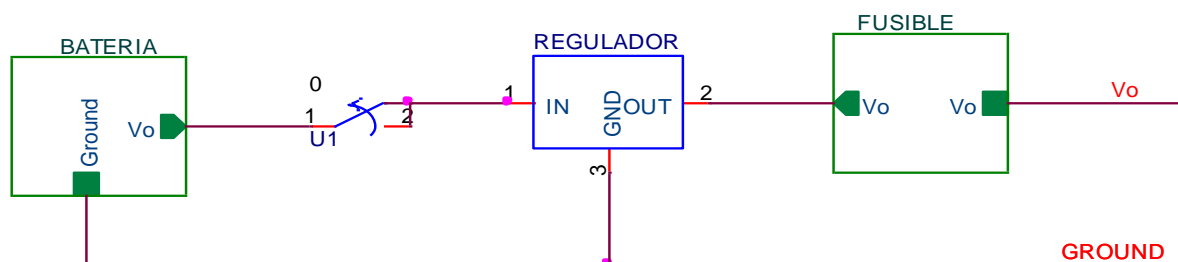 BATERIA
Ground
Vo
0
1
2
U1
REGULADOR
1
IN
GND
OUT
2
3
FUSIBLE
Vo
Vo
Vo
GROUND